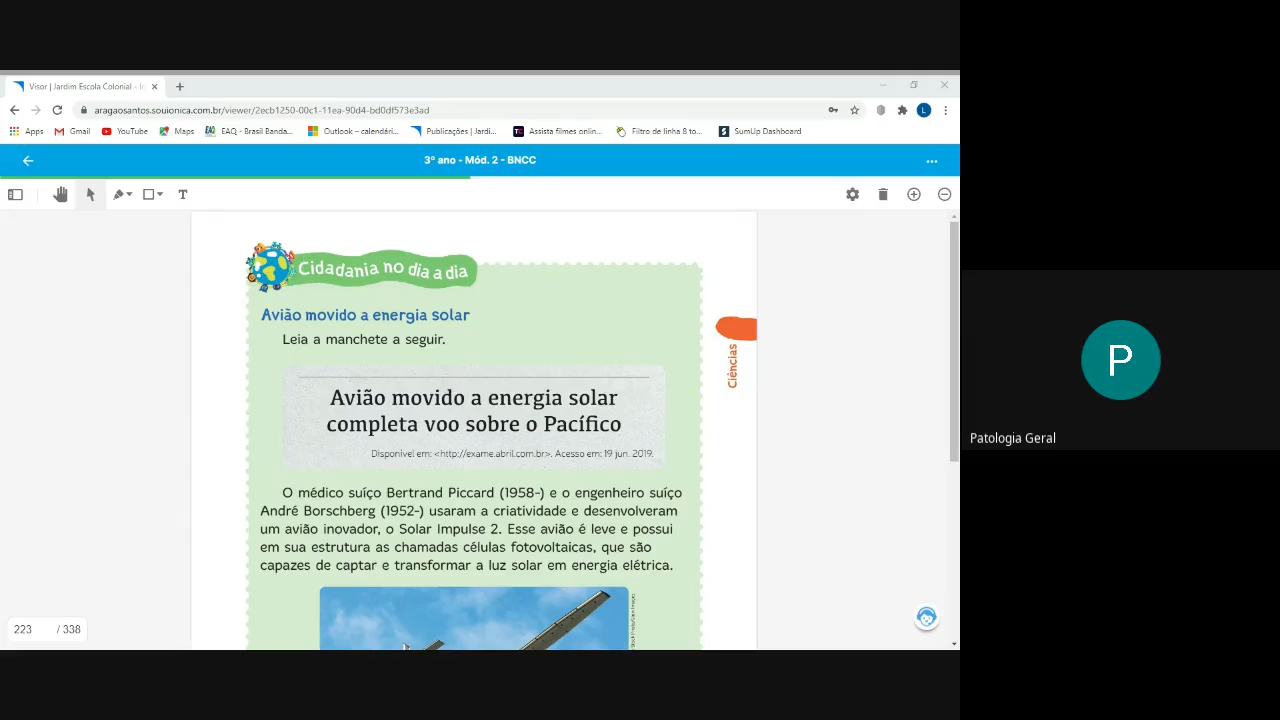 Visor | Jardim Escola Colonial - Io
aragaosantos.souionica.com.br/viewer/2ecb1250-00c1-11ea-90d4-bd0df573e3ad
L
Apps Gmail YouTube Maps EAQ - Brasil Banda... Outlook – calendári... Publicações | Jardi... Assista filmes onlin... Filtro de linha 8 to... SumUp Dashboard
3º ano - Mód. 2 - BNCC
T
Cidadania no dia a dia
Avião movido a energia solar
Leia a manchete a seguir.
Ciências
Avião movido a energia solar
completa voo sobre o Pacífico
Disponível em: <http://exame.abril.com.br>. Acesso em: 19 jun. 2019.
O médico suíço Bertrand Piccard (1958-) e o engenheiro suíço
André Borschberg (1952-) usaram a criatividade e desenvolveram
um avião inovador, o Solar Impulse 2. Esse avião é leve e possui
em sua estrutura as chamadas células fotovoltaicas, que são
capazes de captar e transformar a luz solar em energia elétrica.
223 / 338
P
Patologia Geral